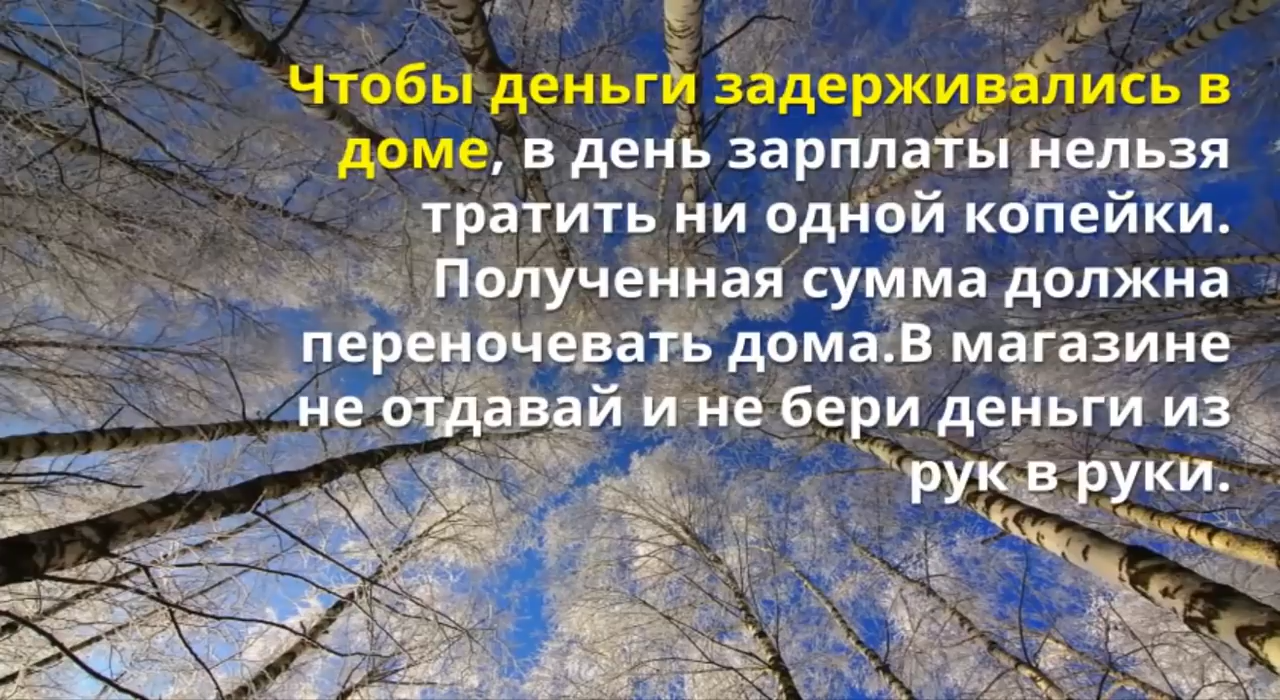 Чтобы деньги задерживались в
доме, в день зарплаты нельзя
тратить ни одной копейки.
Полученная сумма должна
переночевать дома.В магазине
не отдавай и не бери деньги из
рук в руки.